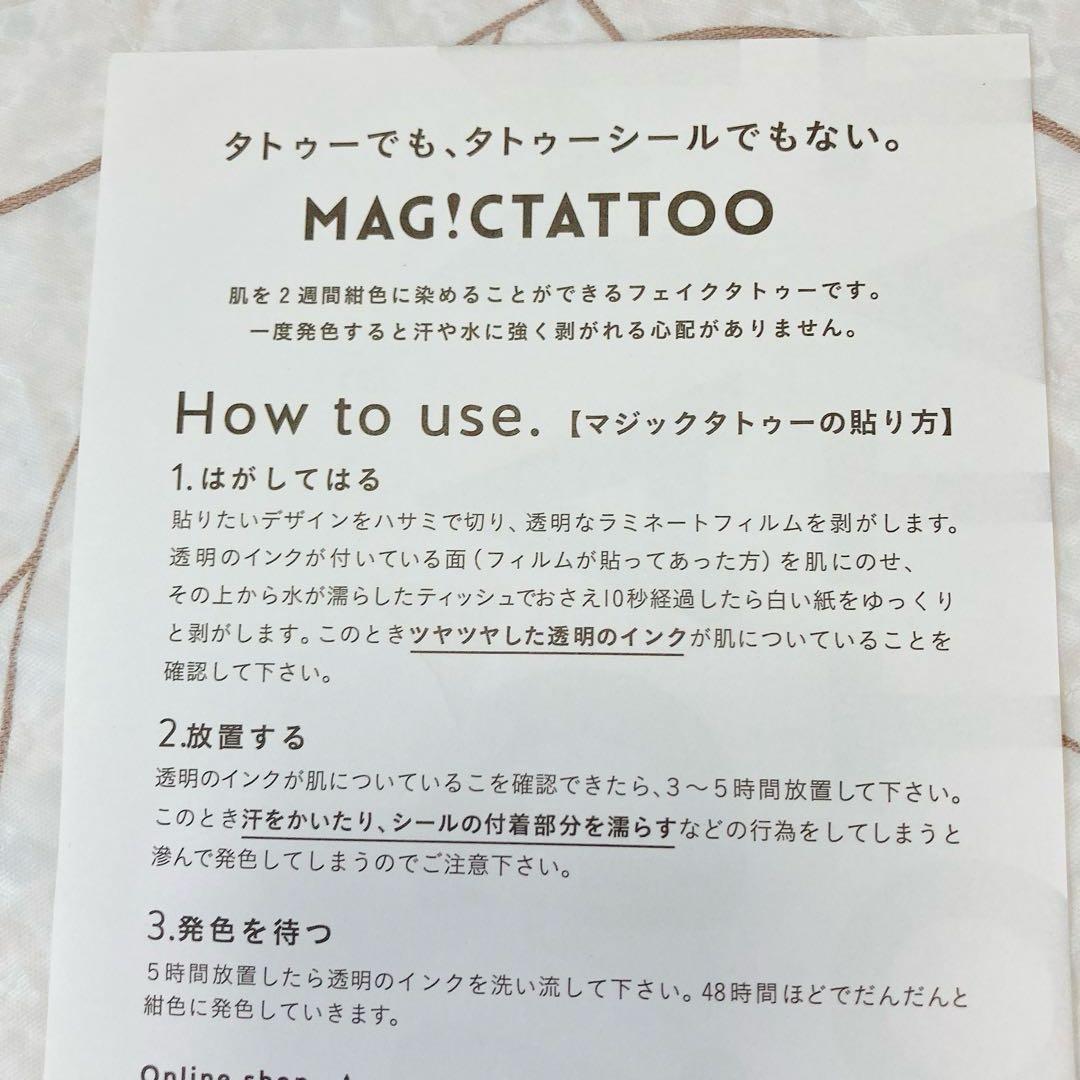 タトゥーでも、タトゥーシールでもない。
MAG!CTATTOO
肌を2週間紺色に染めることができるフェイクタトゥーです。
一度発色すると汗や水に強く剥がれる心配がありません。
How to use.【マジックタトゥーの貼り方】
1.はがしてはる
貼りたいデザインをハサミで切り、透明なラミネートフィルムを剥がします。
透明のインクが付いている面（フィルムが貼ってあった方）を肌にのせ、
その上から水が濡らしたティッシュでおさえ10秒経過したら白い紙をゆっくり
と剥がします。このときツヤツヤした透明のインクが肌についていることを
確認して下さい。
2.放置する
透明のインクが肌についているこを確認できたら、3〜5時間放置して下さい。
このとき汗をかいたり、シールの付着部分を濡らすなどの行為をしてしまうと
滲んで発色してしまうのでご注意下さい。
3.発色を待つ
5時間放置したら透明のインクを洗い流して下さい。48時間ほどでだんだんと
紺色に発色していきます。
Online shop